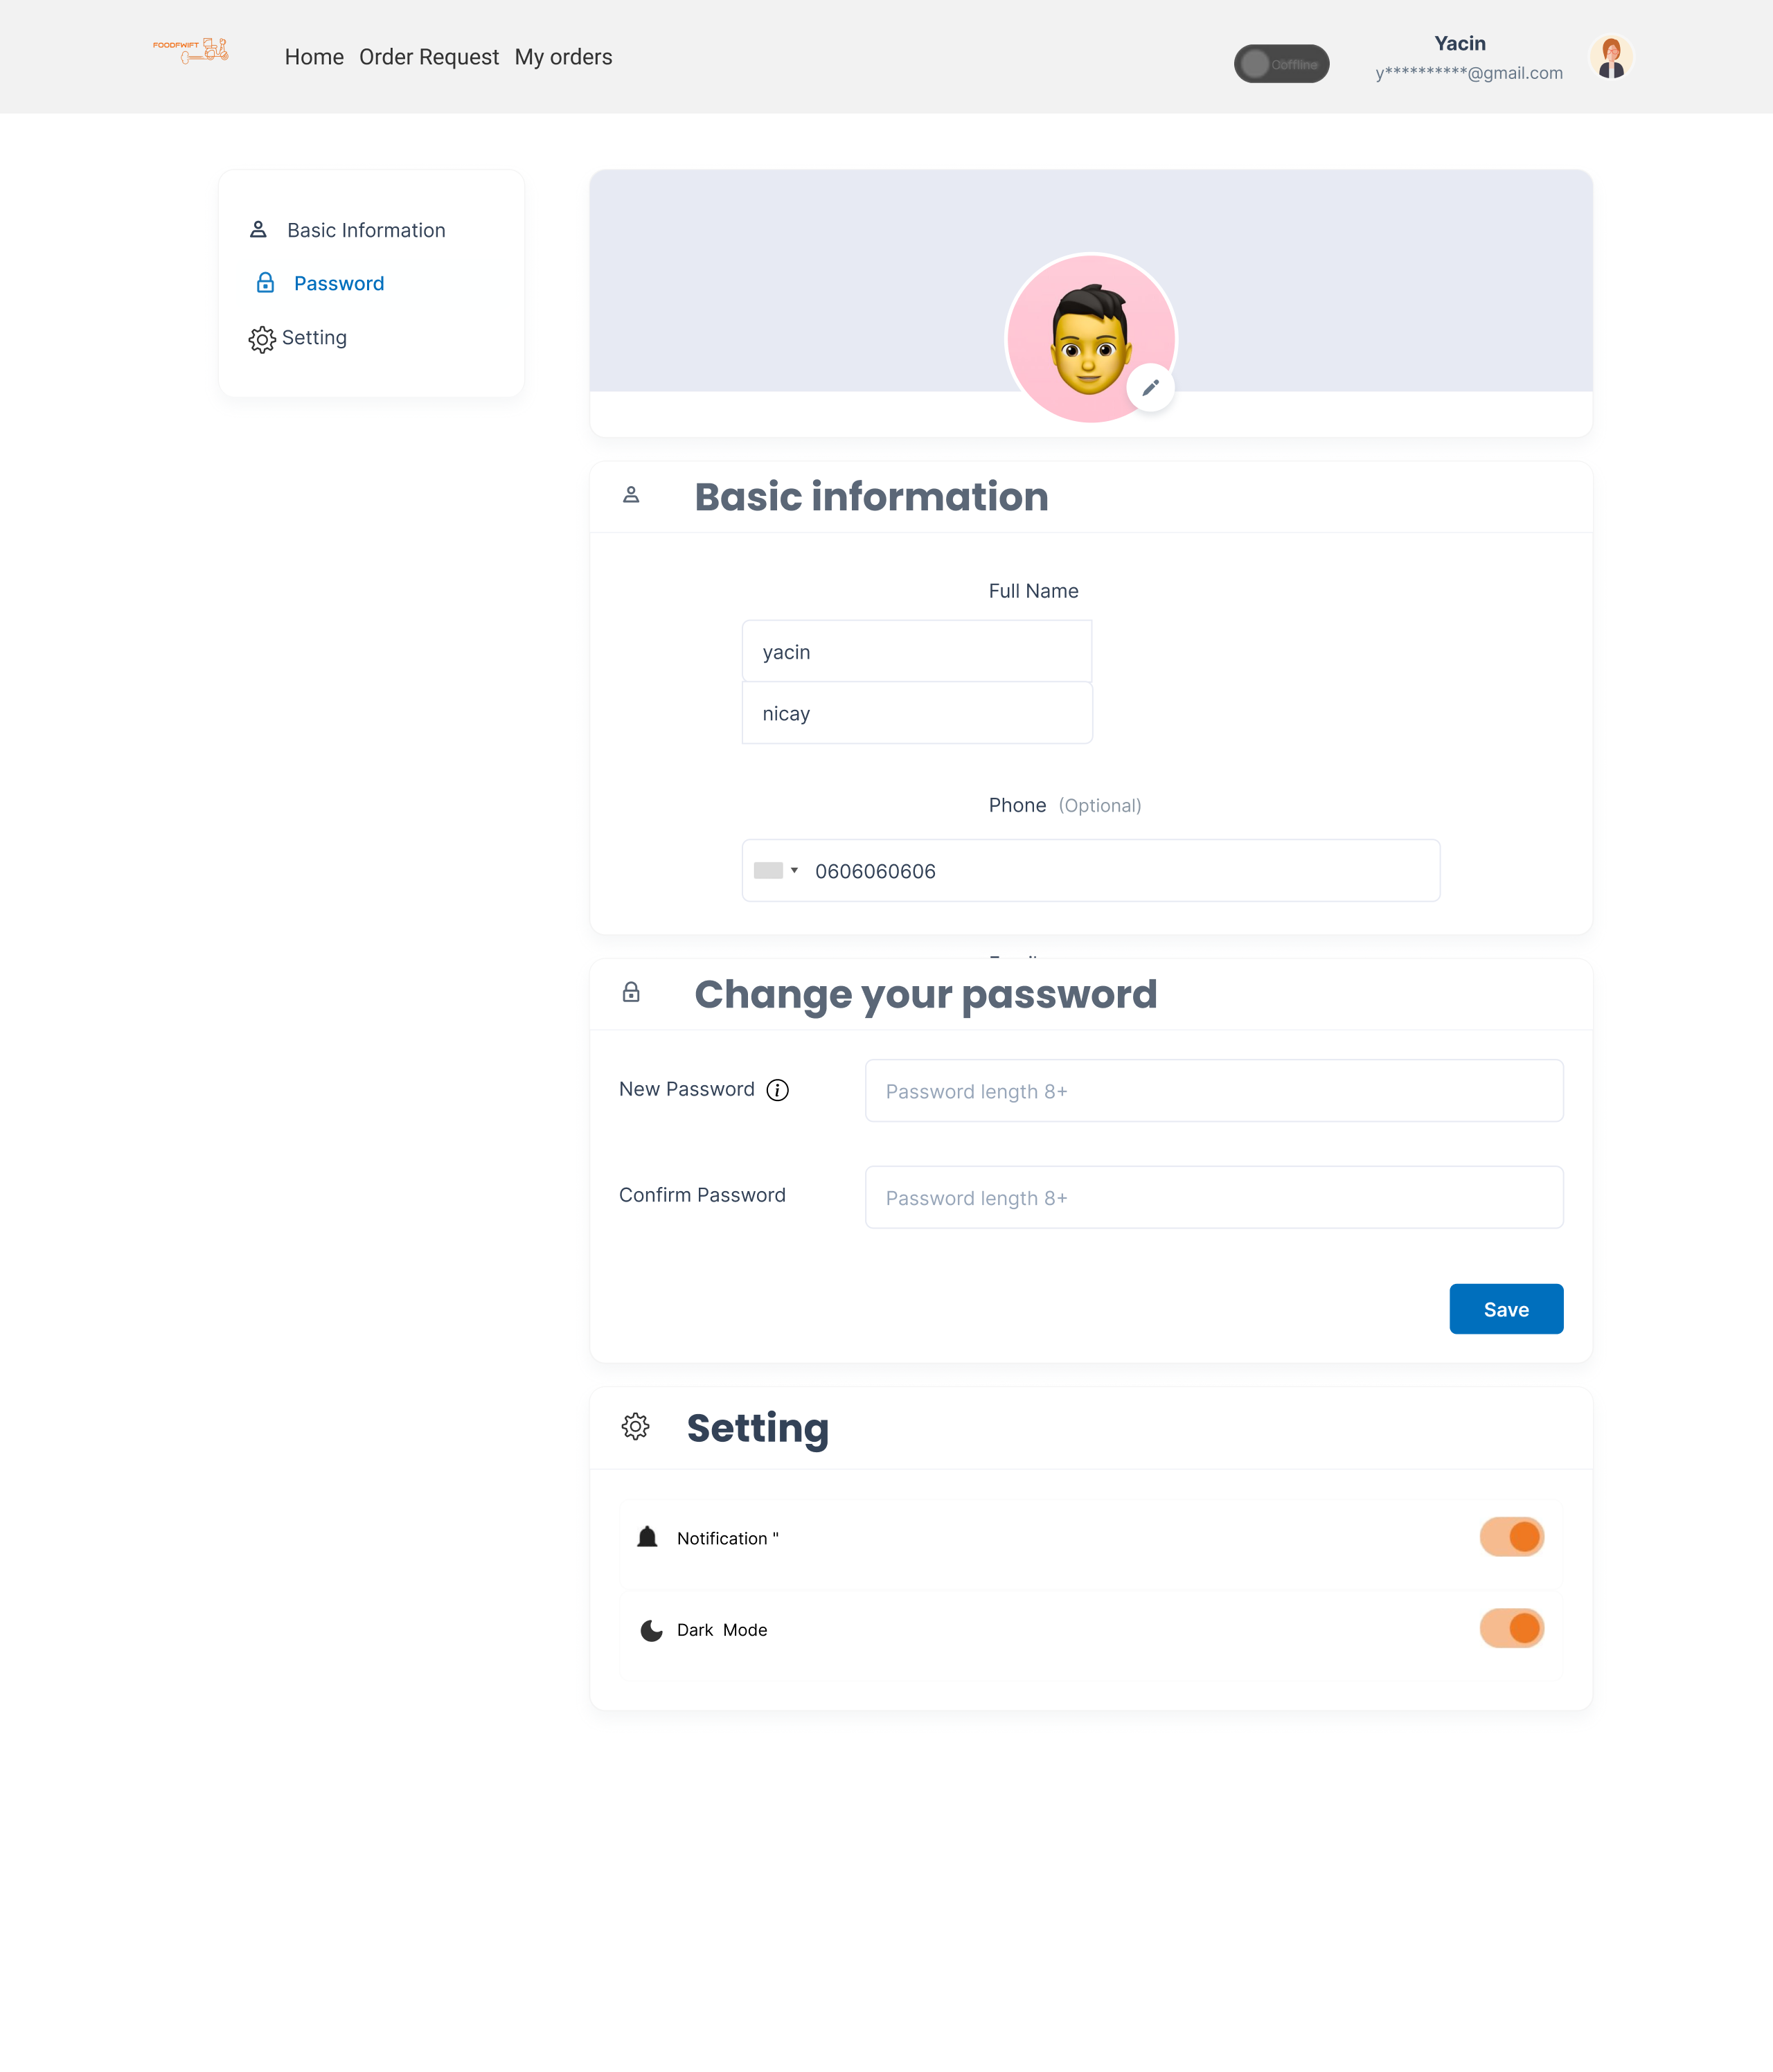 FOODFWIFT
Home Order Request My orders
Yacin
y**********@gmail.com
Basic Information
Password
Setting
Basic information
Full Name
yacin
nicay
Phone (Optional)
0606060606
Change your password
New Password
Password length 8+
Confirm Password
Password length 8+
Save
Setting
Notification "
Dark Mode